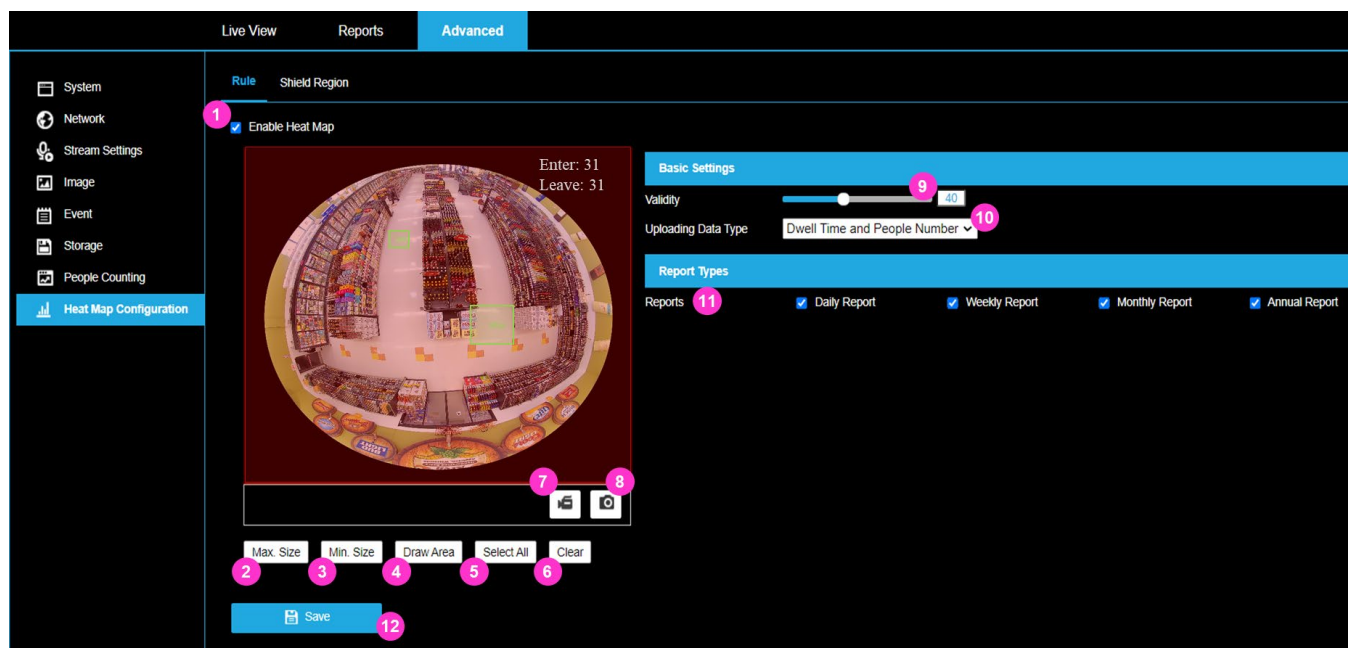 Live View Reports Advanced
System
Network
Stream Settings
Image
Event
Storage
People Counting
Heat Map Configuration
Rule Shield Region
1
Enable Heat Map
Enter: 31
Leave: 31
7 8
Max. Size Min. Size Draw Area Select All Clear
2 3 4 5 6
Save
12
Basic Settings
Validity 9 40
Uploading Data Type Dwell Time and People Number 10
Report Types
Reports 11 Daily Report Weekly Report Monthly Report Annual Report